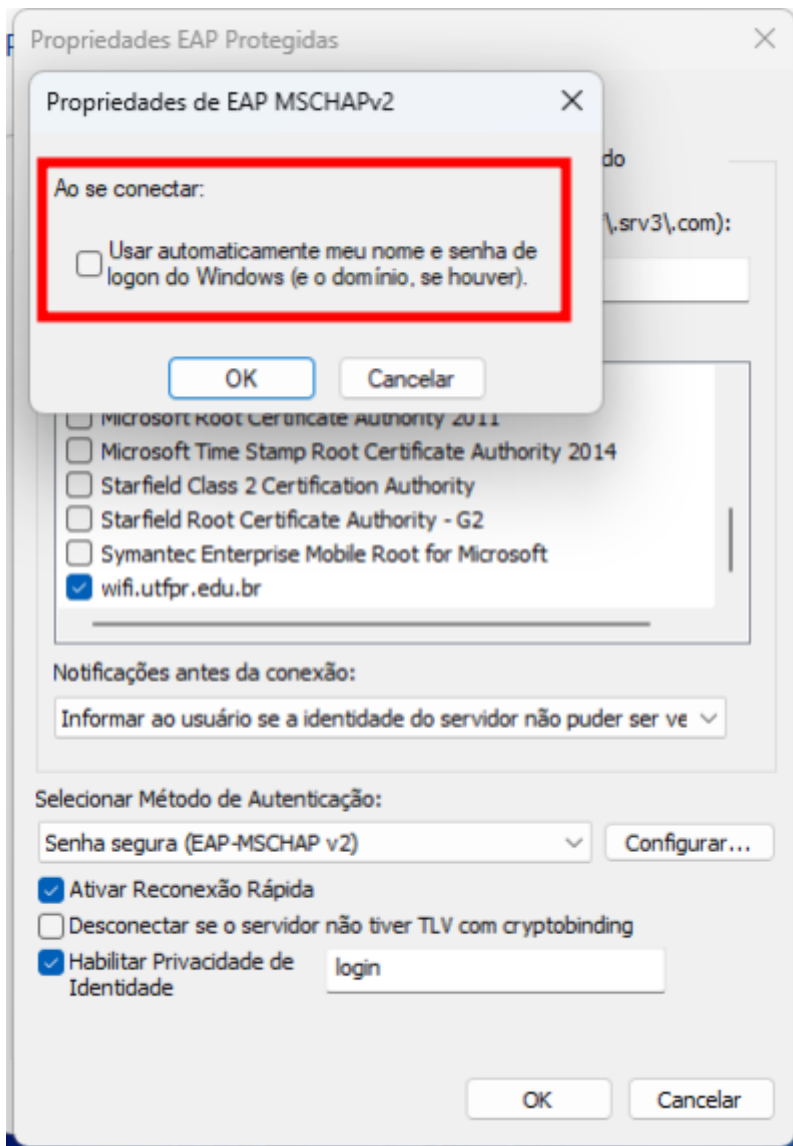 Propriedades EAP Protegidas
Propriedades de EAP MSCHAPv2
do
Ao se conectar:
\.srv3\.com):
Usar automaticamente meu nome e senha de
logon do Windows (e o domínio, se houver).
OK Cancelar
Microsoft Root Certificate Authority 2011
Microsoft Time Stamp Root Certificate Authority 2014
Starfield Class 2 Certification Authority
Starfield Root Certificate Authority - G2
Symantec Enterprise Mobile Root for Microsoft
wifi.utfpr.edu.br
Notificações antes da conexão:
Informar ao usuário se a identidade do servidor não puder ser ve
Selecionar Método de Autenticação:
Senha segura (EAP-MSCHAP v2) Configurar...
Ativar Reconexão Rápida
Desconectar se o servidor não tiver TLV com cryptobinding
Habilitar Privacidade de
Identidade
login
OK Cancelar